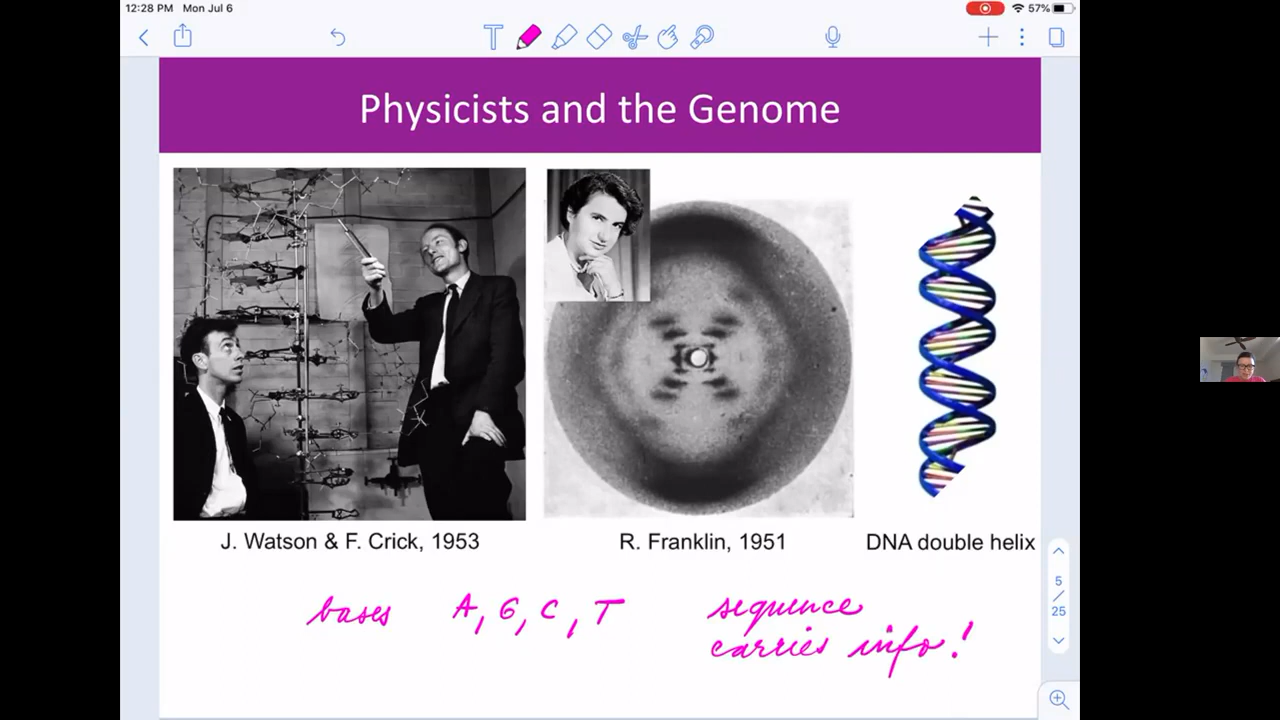 12:28 PM Mon Jul 6
57%
T
Physicists and the Genome
J. Watson & F. Crick, 1953
R. Franklin, 1951
DNA double helix
5
/
25
bases A, G, C, T
sequence
carries info!